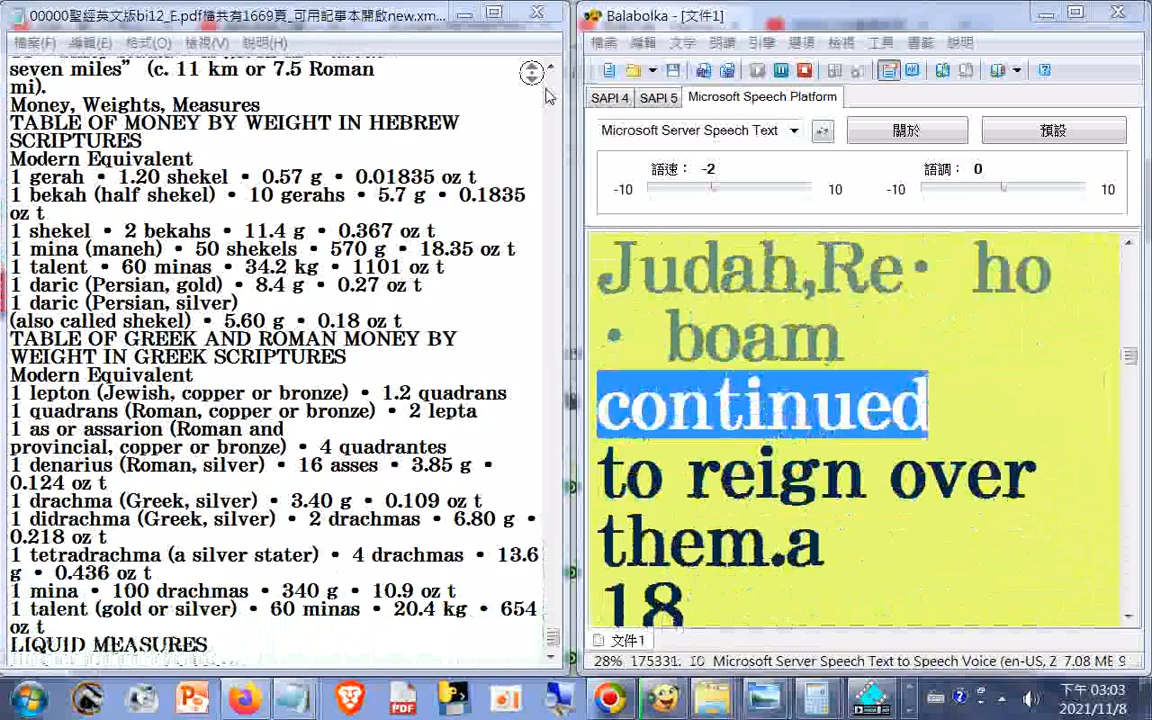 00000聖經英文版bi12_E.pdf檔共有1669頁_可用記事本開啟new.xm...
檔案(F) 編輯(E) 格式(O) 檢視(V) 說明(H)
seven miles” (c. 11 km or 7.5 Roman
mi).
Money, Weights, Measures
TABLE OF MONEY BY WEIGHT IN HEBREW
SCRIPTURES
Modern Equivalent
1 gerah • 1.20 shekel • 0.57 g • 0.01835 oz t
1 bekah (half shekel) • 10 gerahs • 5.7 g • 0.1835
oz t
1 shekel • 2 bekahs • 11.4 g • 0.367 oz t
1 mina (maneh) • 50 shekels • 570 g • 18.35 oz t
1 talent • 60 minas • 34.2 kg • 1101 oz t
1 daric (Persian, gold) • 8.4 g • 0.27 oz t
1 daric (Persian, silver)
(also called shekel) • 5.60 g • 0.18 oz t
TABLE OF GREEK AND ROMAN MONEY BY
WEIGHT IN GREEK SCRIPTURES
Modern Equivalent
1 lepton (Jewish, copper or bronze) • 1.2 quadrans
1 quadrans (Roman, copper or bronze) • 2 lepta
1 as or assarion (Roman and
provincial, copper or bronze) • 4 quadrantes
1 denarius (Roman, silver) • 16 asses • 3.85 g •
0.124 oz t
1 drachma (Greek, silver) • 3.40 g • 0.109 oz t
1 didrachma (Greek, silver) • 2 drachmas • 6.80 g •
0.218 oz t
1 tetradrachma (a silver stater) • 4 drachmas • 13.6
g • 0.436 oz t
1 mina • 100 drachmas • 340 g • 10.9 oz t
1 talent (gold or silver) • 60 minas • 20.4 kg • 654
oz t
LIQUID MEASURES
Balabolka - [文件1]
檔案 編輯 文字 朗讀 引擎 選項 檢視 工具 書籤 說明
SAPI 4 SAPI 5 Microsoft Speech Platform
Microsoft Server Speech Text 關於 預設
語速： -2 語調： 0
-10 10 -10 10
Judah,Re• ho
• boam
continued
to reign over
them.a
18
文件1
28% 175331. Microsoft Server Speech Text to Speech Voice (en-US, Z 7.08 MB 9
PDF
下午 03:03
2021/11/8